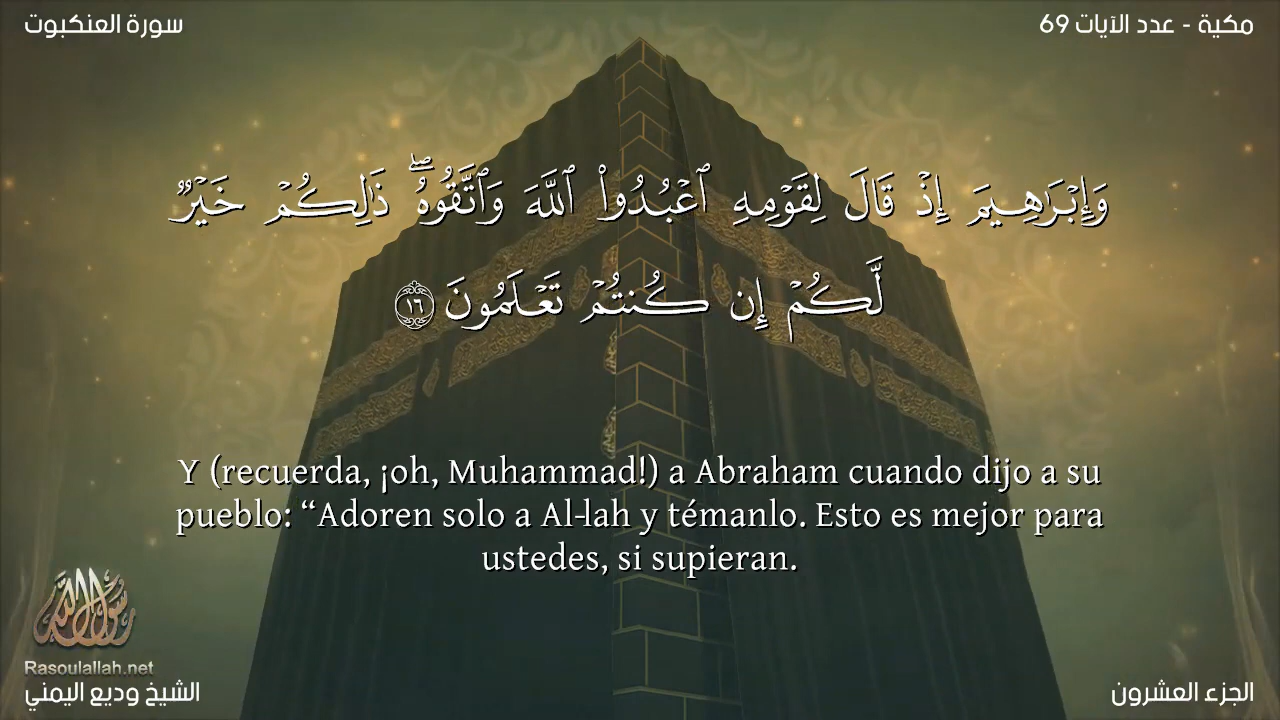 مكية - عدد الآيات 69
سورة العنكبوت
وَإِبْرَٰهِيمَ إِذْ قَالَ لِقَوْمِهِ ٱعْبُدُوا۟ ٱللَّهَ وَٱتَّقُوهُ ۖ ذَٰلِكُمْ خَيْرٌ
لَّكُمْ إِن كُنتُمْ تَعْلَمُونَ ١٦
Y (recuerda, ¡oh, Muhammad!) a Abraham cuando dijo a su
pueblo: “Adoren solo a Al-lah y témanlo. Esto es mejor para
ustedes, si supieran.
رسول الله
Rasoulallah.net
الشيخ وديع اليمني
الجزء العشرون